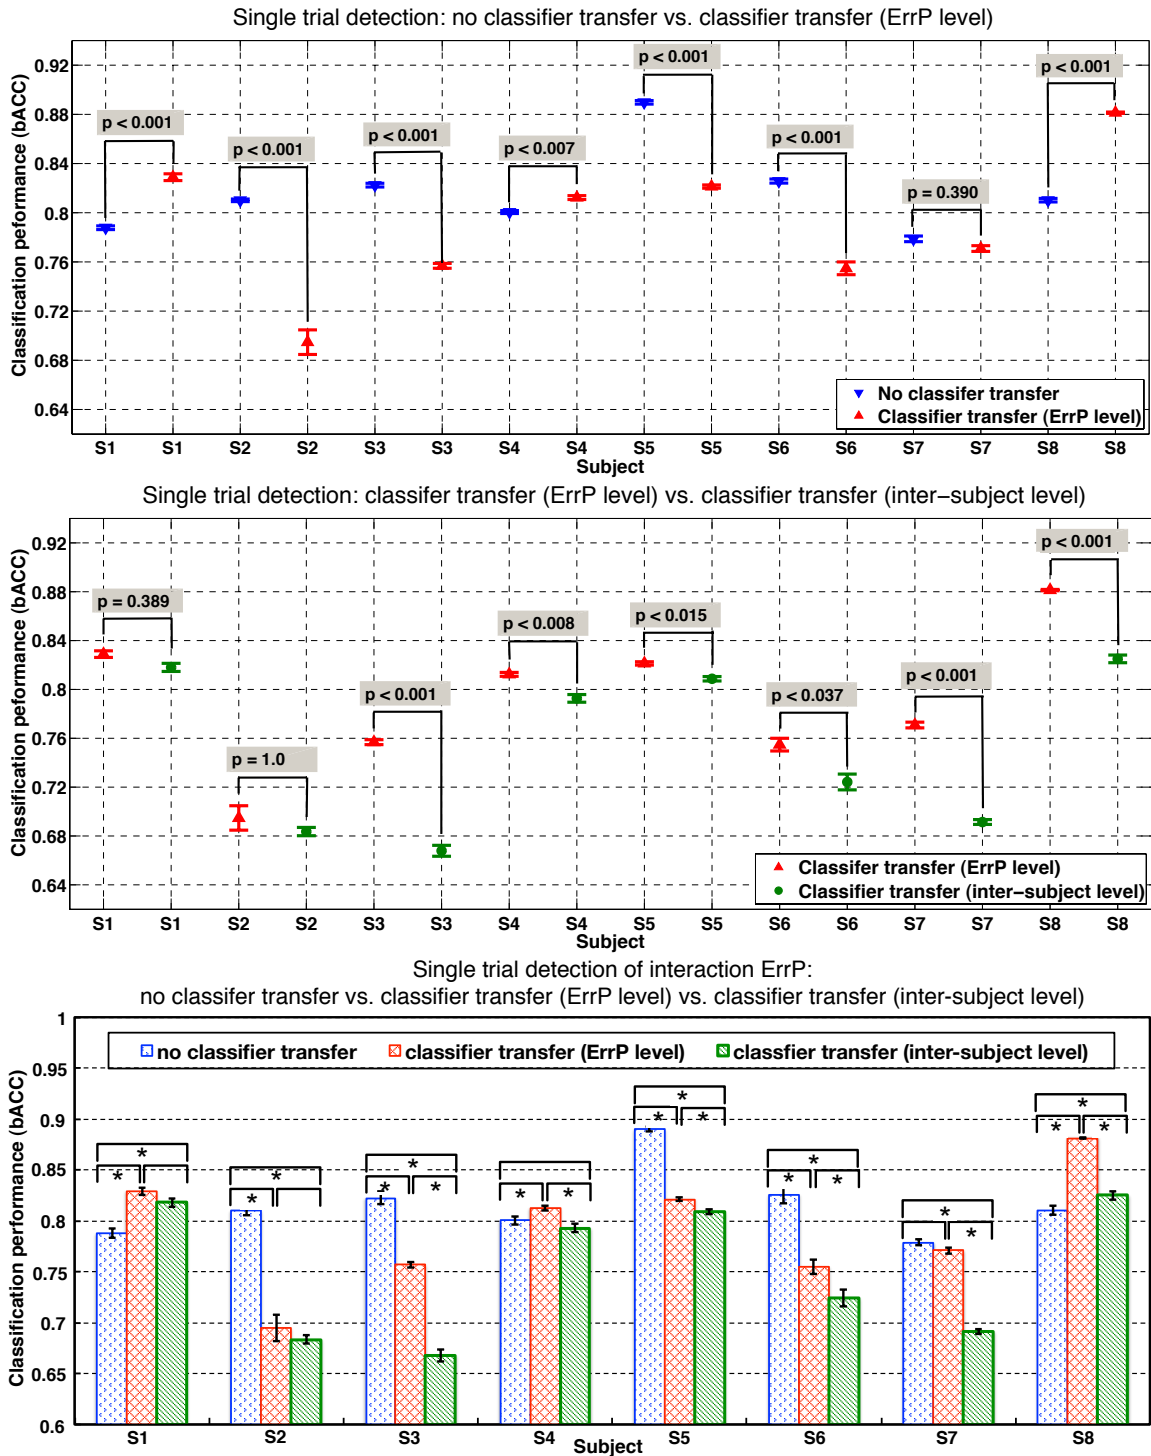 Single trial detection: no classifier transfer vs. classifier transfer (ErrP level)
Classification peformance (bACC)
0.92
0.88
0.84
0.8
0.76
0.72
0.68
0.64
p < 0.001
p < 0.001
p < 0.001
p < 0.007
p < 0.001
p < 0.001
p = 0.390
p < 0.001
No classifer transfer
Classifier transfer (ErrP level)
S1 S1 S2 S2 S3 S3 S4 S4 S5 S5 S6 S6 S7 S7 S8 S8
Subject
Single trial detection: classifer transfer (ErrP level) vs. classifier transfer (inter−subject level)
Classification peformance (bACC)
0.92
0.88
0.84
0.8
0.76
0.72
0.68
0.64
p = 0.389
p = 1.0
p < 0.001
p < 0.008
p < 0.015
p < 0.037
p < 0.001
p < 0.001
Classifer transfer (ErrP level)
Classifier transfer (inter−subject level)
S1 S1 S2 S2 S3 S3 S4 S4 S5 S5 S6 S6 S7 S7 S8 S8
Subject
Single trial detection of interaction ErrP:
no classifer transfer vs. classifier transfer (ErrP level) vs. classifier transfer (inter-subject level)
Classification performance (bACC)
1
0.95
0.9
0.85
0.8
0.75
0.7
0.65
0.6
no classifier transfer
classifier transfer (ErrP level)
classfier transfer (inter-subject level)
* *
* *
* * *
* * *
* * *
* * *
* * *
* * *
S1 S2 S3 S4 S5 S6 S7 S8
Subject